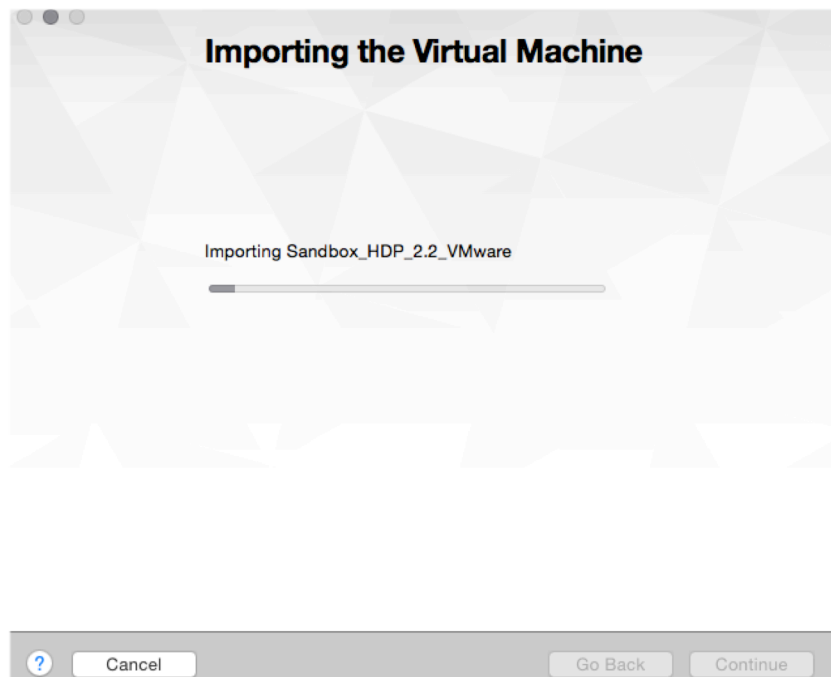 Importing the Virtual Machine
Importing Sandbox_HDP_2.2_VMware
?
Cancel
Go Back
Continue